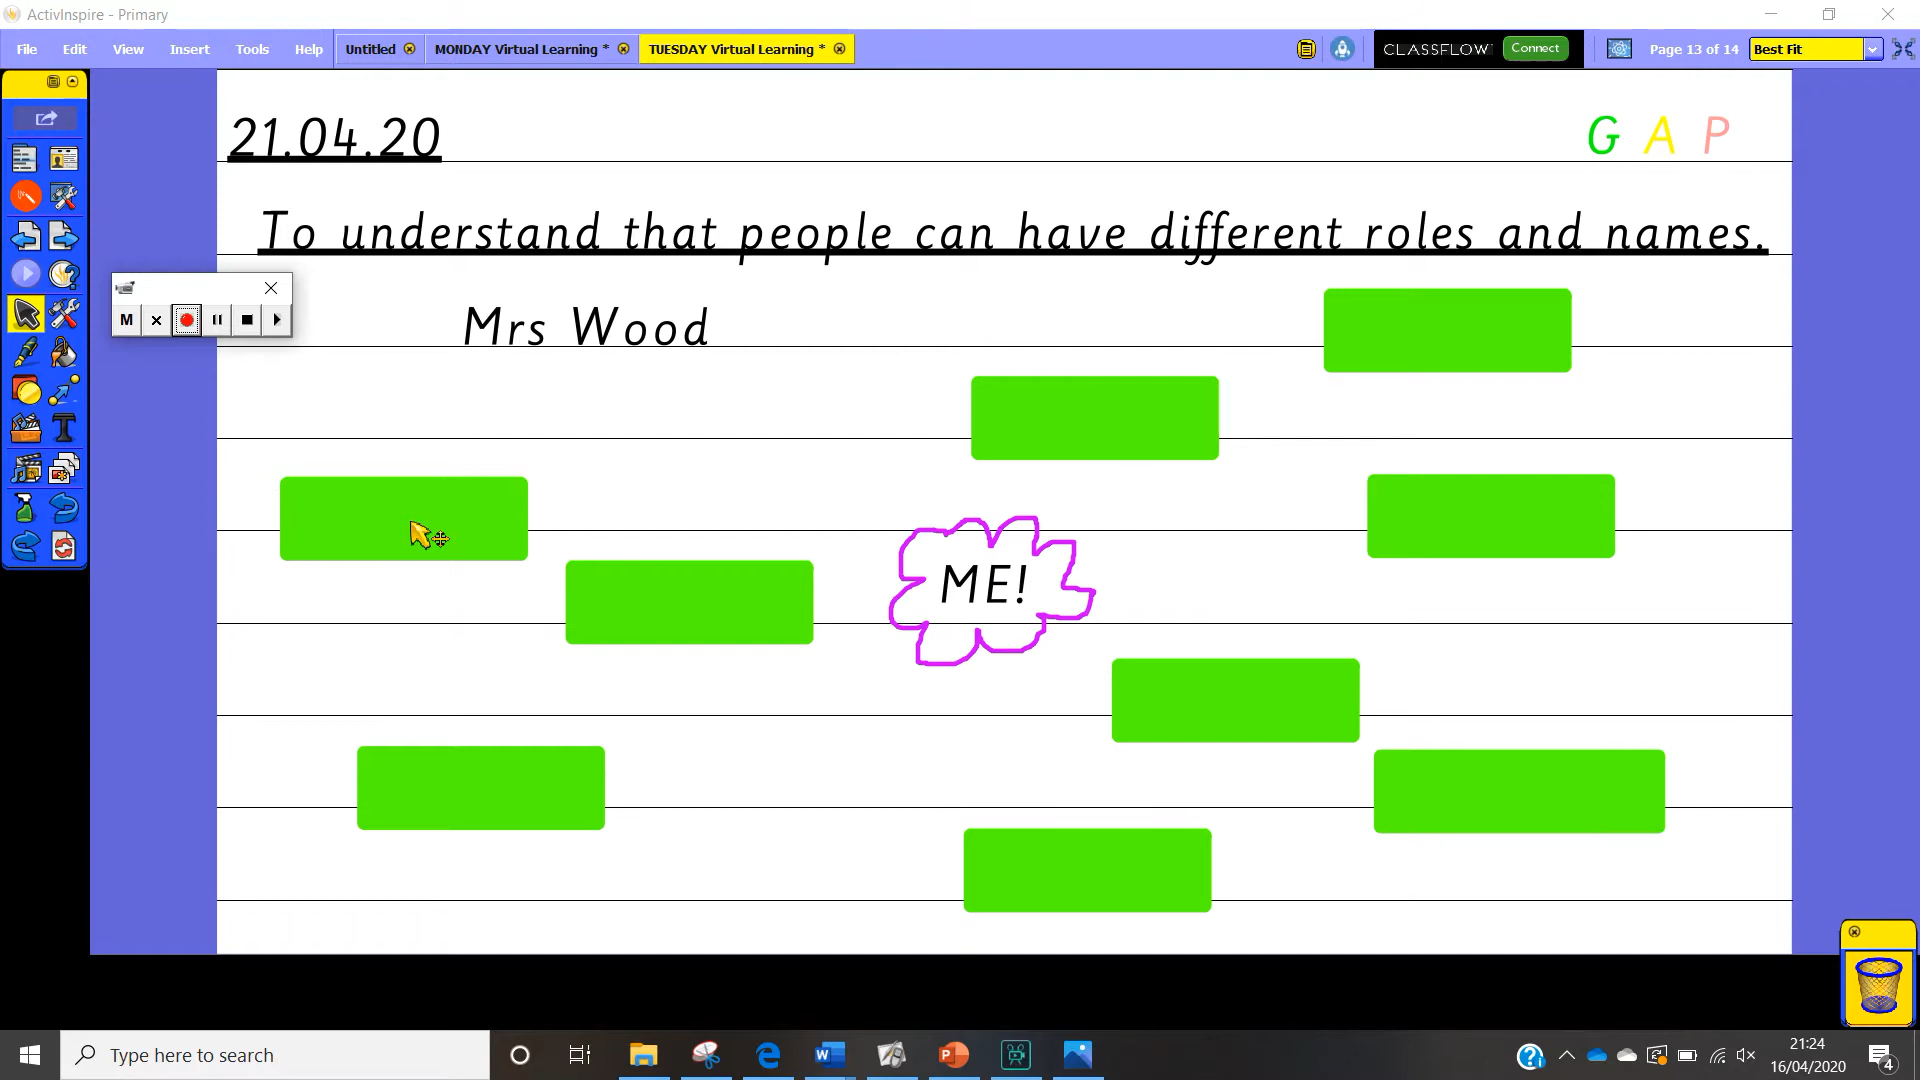 ActivInspire - Primary
File Edit View Insert Tools Help Untitled MONDAY Virtual Learning * TUESDAY Virtual Learning * CLASSFLOW Connect Page 13 of 14 Best Fit
21.04.20 G A P
To understand that people can have different roles and names.
M
Mrs Wood
ME!
Type here to search
21:24
16/04/2020
4